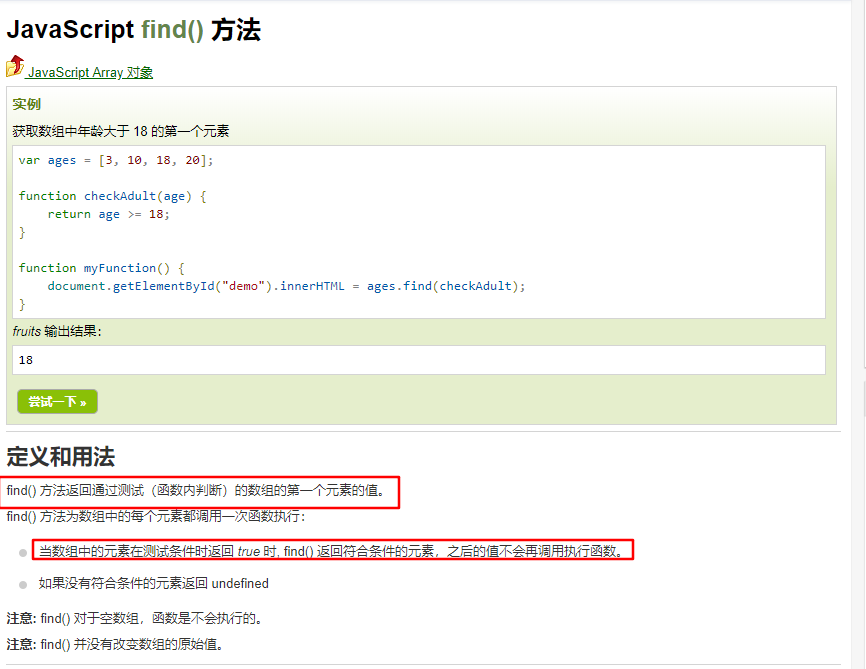 JavaScript find() 方法
JavaScript Array 对象
实例
获取数组中年龄大于 18 的第一个元素
var ages = [3, 10, 18, 20];
function checkAdult(age) {
    return age >= 18;
}
function myFunction() {
    document.getElementById("demo").innerHTML = ages.find(checkAdult);
}
fruits 输出结果:
18
尝试一下 »
定义和用法
find() 方法返回通过测试（函数内判断）的数组的第一个元素的值。
find() 方法为数组中的每个元素都调用一次函数执行：
当数组中的元素在测试条件时返回 true 时, find() 返回符合条件的元素，之后的值不会再调用执行函数。
如果没有符合条件的元素返回 undefined
注意: find() 对于空数组，函数是不会执行的。
注意: find() 并没有改变数组的原始值。